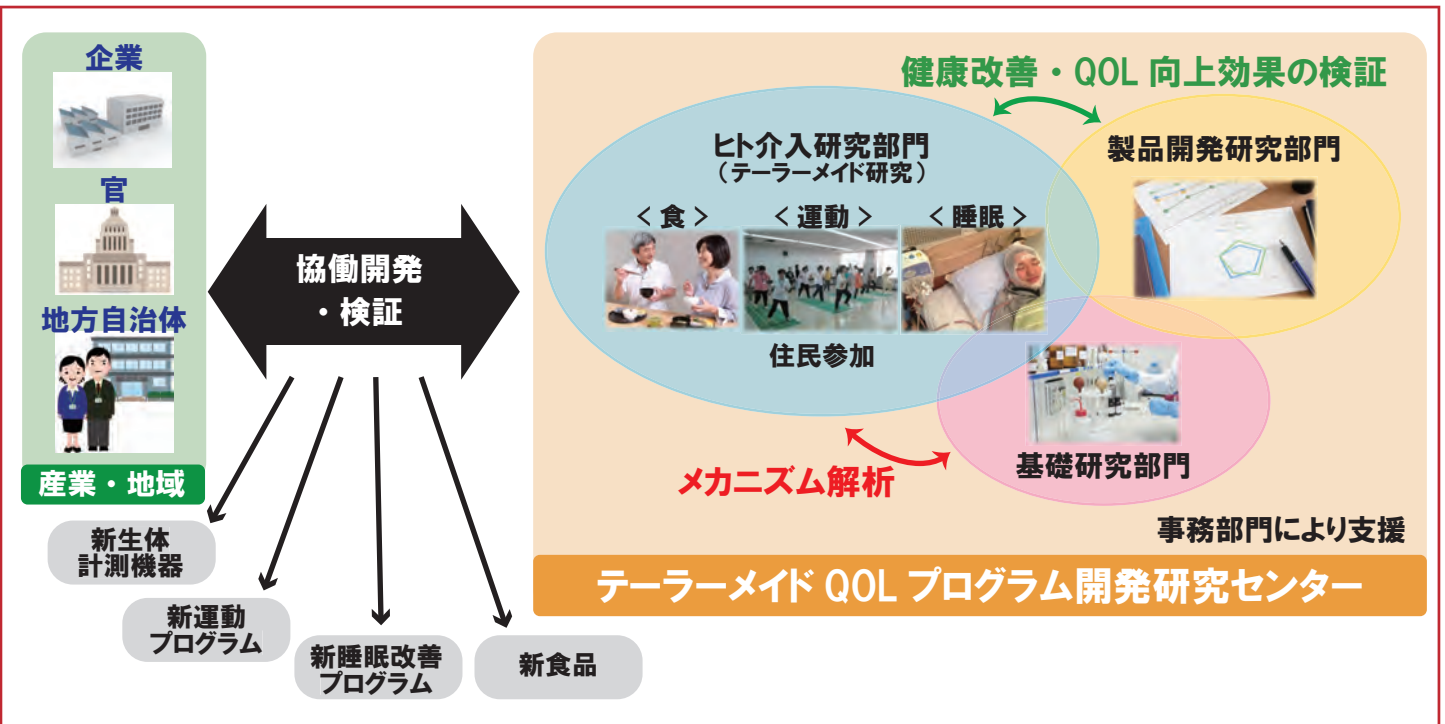 企業
官
地方自治体
産業・地域
協働開発
・検証
新生体
計測機器
新運動
プログラム
新睡眠改善
プログラム
新食品
健康改善・QOL 向上効果の検証
ヒト介入研究部門
（テーラーメイド研究）
＜食＞ ＜運動＞ ＜睡眠＞
住民参加
製品開発研究部門
基礎研究部門
メカニズム解析
事務部門により支援
テーラーメイド QOL プログラム開発研究センター